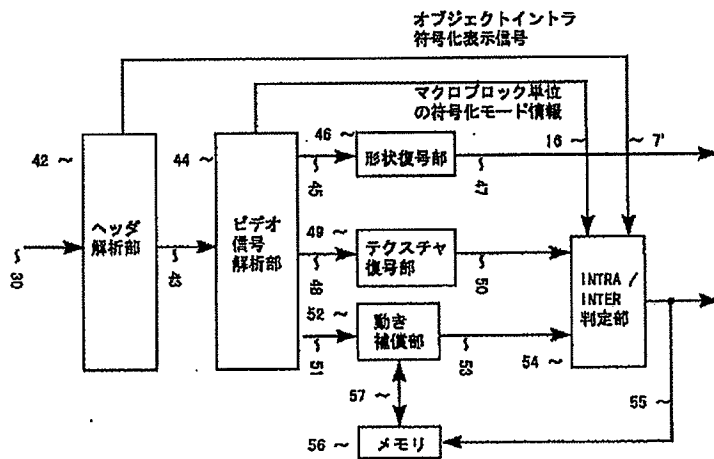 オブジェクトイントラ
符号化表示信号
マクロブロック単位
の符号化モード情報
42 ～
44 ～
46 ～
16 ～
～ 7'
ヘッダ
解析部
ビデオ
信号
解析部
形状復号部
45
47
49 ～
テクスチャ
復号部
30
43
48
50
INTRA /
INTER
判定部
52 ～
動き
補償部
51
53
54 ～
57 ～
55 ～
56 ～
メモリ